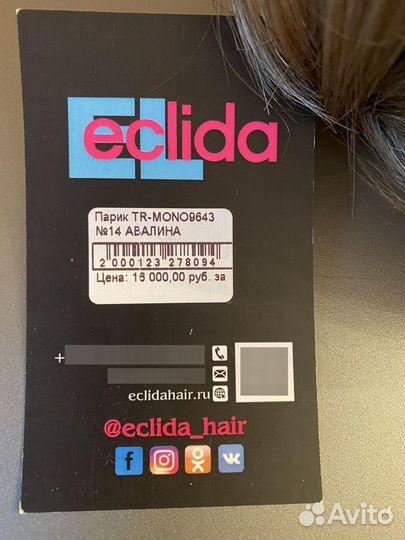 EL
eclida
Парик TR-MONO9643
№14 АВАЛИНА
2 000123 278094
Цена: 16 000,00 руб. за
+
eclidahair.ru
@eclida_hair
Avito